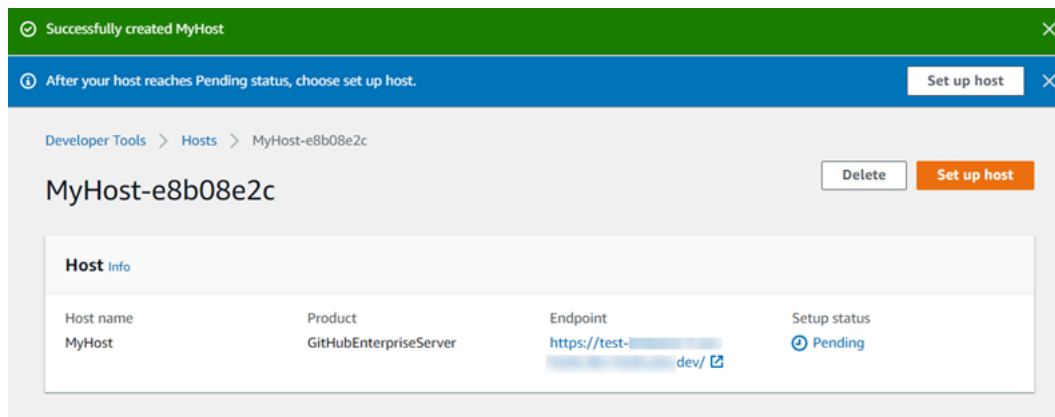 Successfully created MyHost
After your host reaches Pending status, choose set up host.
Set up host
Developer Tools > Hosts > MyHost-e8b08e2c
MyHost-e8b08e2c
Delete
Set up host
Host Info
Host name
Product
Endpoint
Setup status
MyHost
GitHubEnterpriseServer
https://test-
dev/
Pending